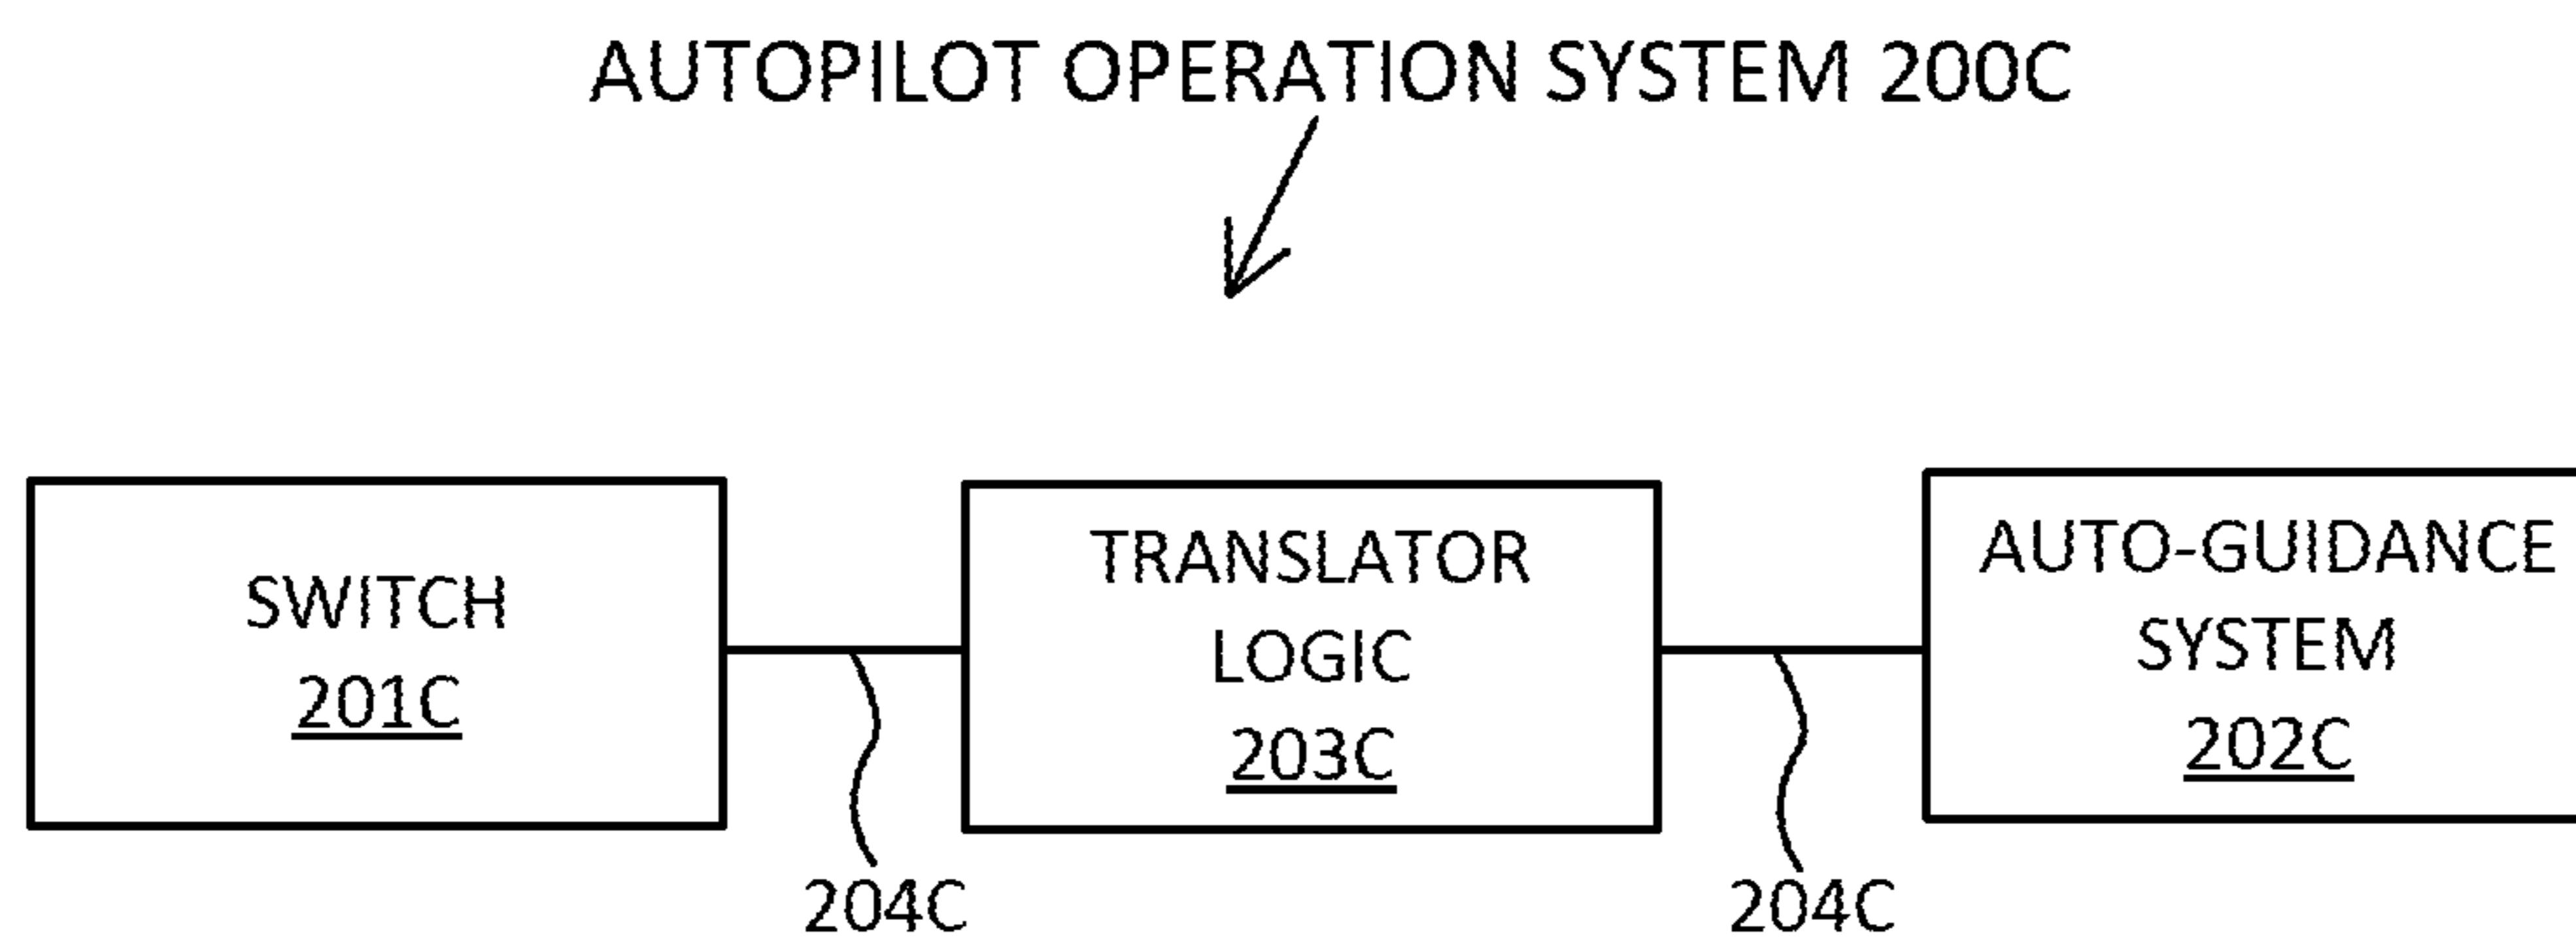 AUTOPILOT OPERATION SYSTEM 200C
SWITCH
201C
TRANSLATOR
LOGIC
203C
AUTO-GUIDANCE
SYSTEM
202C
204C
204C